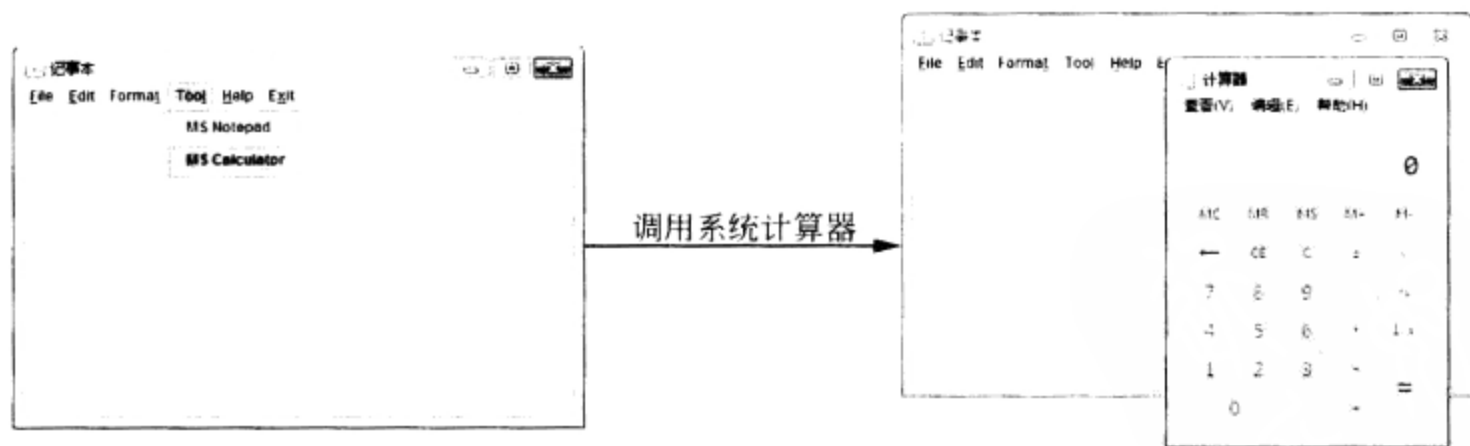 记事本
File Edit Format Tool Help Exit
MS Notepad
MS Calculator
调用系统计算器
记事本
File Edit Format Tool Help E
计算器
查看(V) 编辑(E) 帮助(H)
0
MC MR MS M+ M-
← CE C ±
7 8 9
4 5 6
1 2 3
=
0